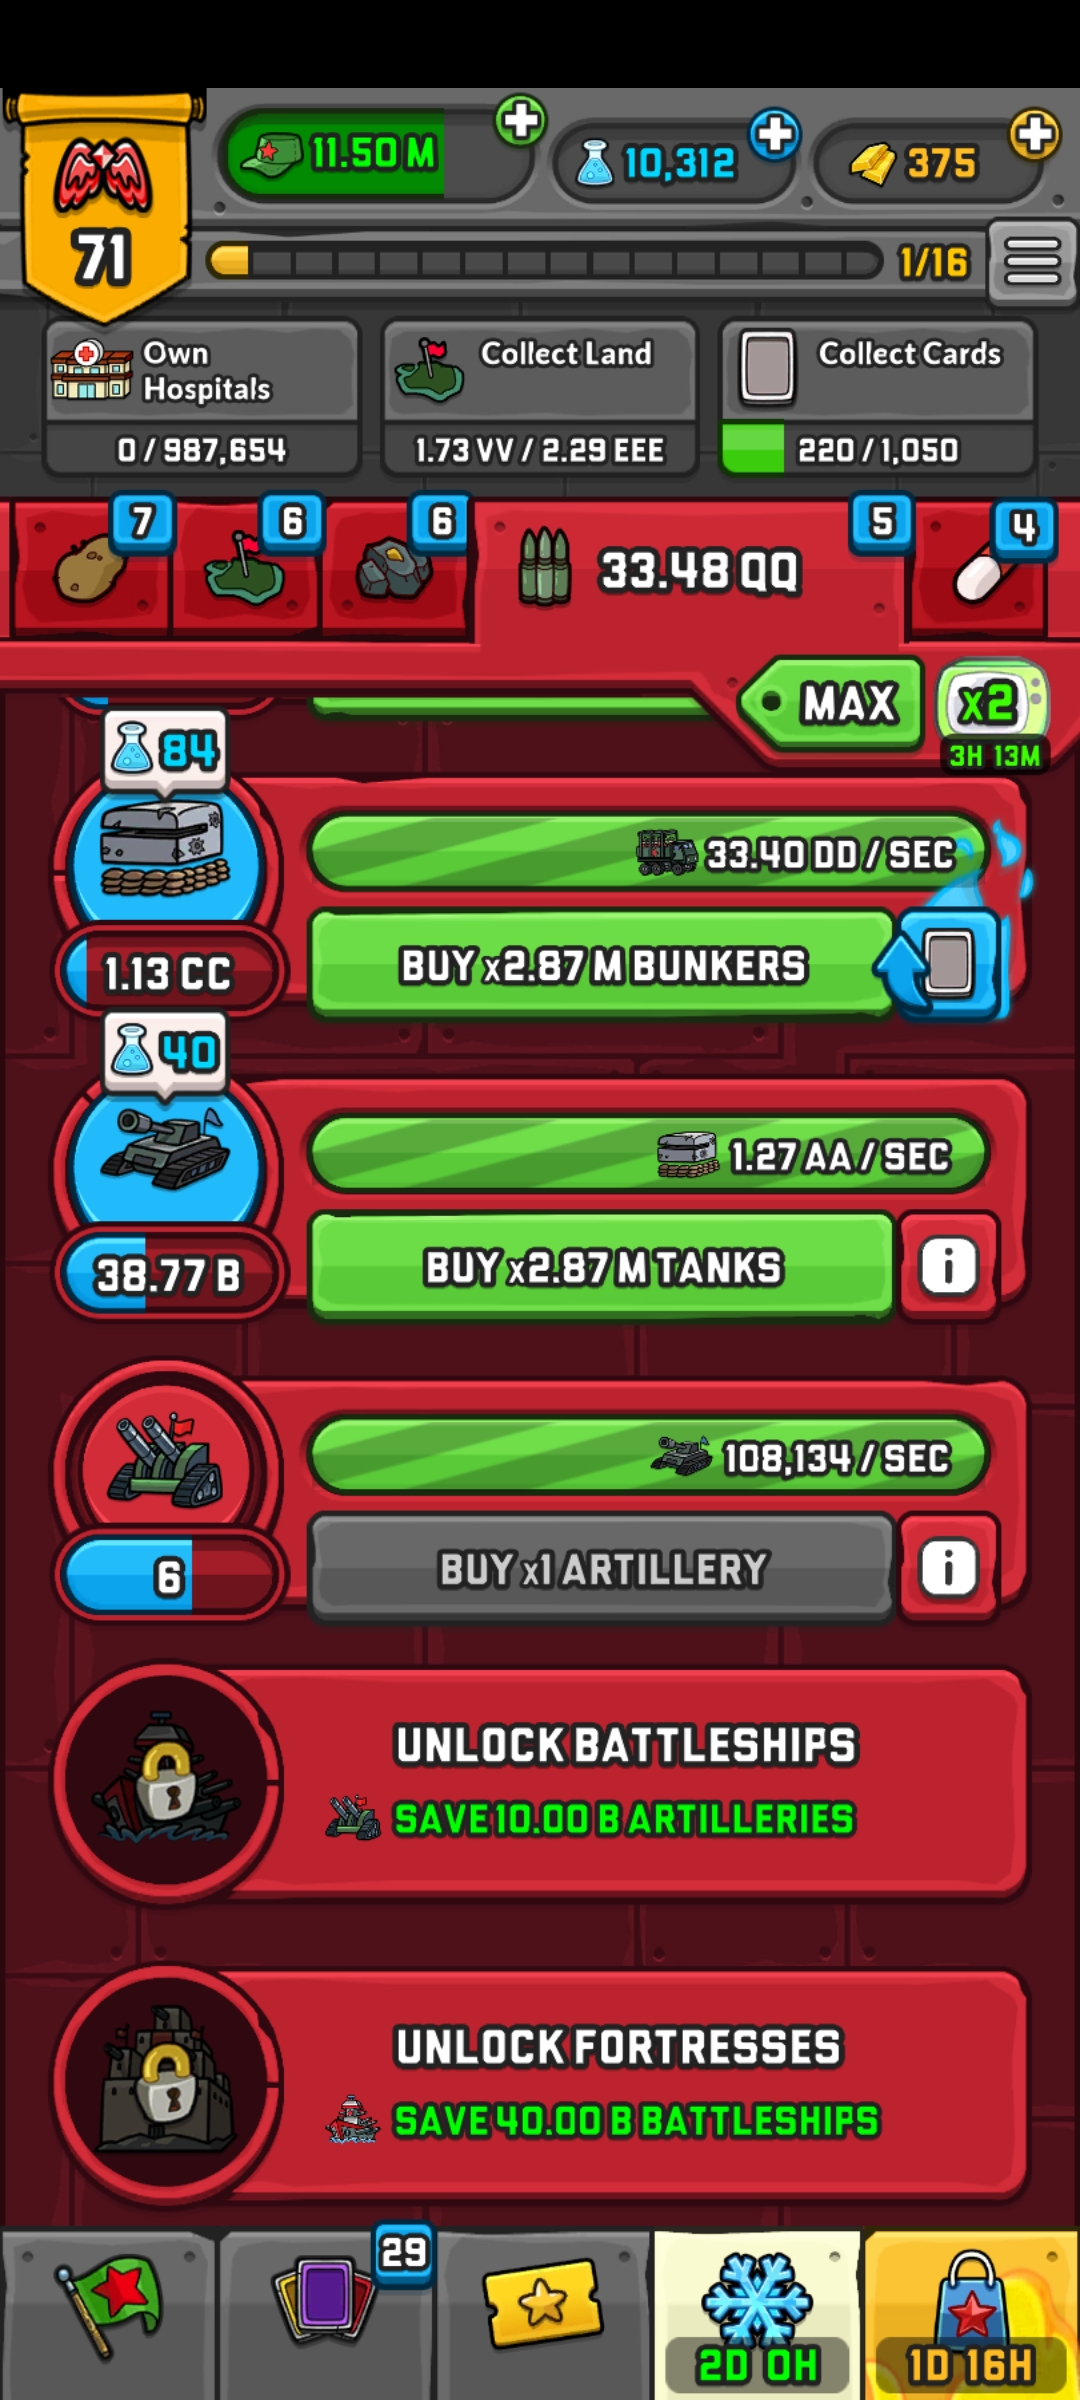 11.50 M
10,312
375
71
1/16
Own
Hospitals
0 / 987,654
Collect Land
1.73 VV / 2.29 EEE
Collect Cards
220 / 1,050
7
6
6
33.48 QQ
5
4
MAX
x2
3H 13M
84
33.40 DD / SEC
1.13 CC
BUY x2.87 M BUNKERS
40
1.27 AA / SEC
38.77 B
BUY x2.87 M TANKS
i
108,134 / SEC
6
BUY x1 ARTILLERY
i
UNLOCK BATTLESHIPS
SAVE 10.00 B ARTILLERIES
UNLOCK FORTRESSES
SAVE 40.00 B BATTLESHIPS
29
2D 0H
1D 16H